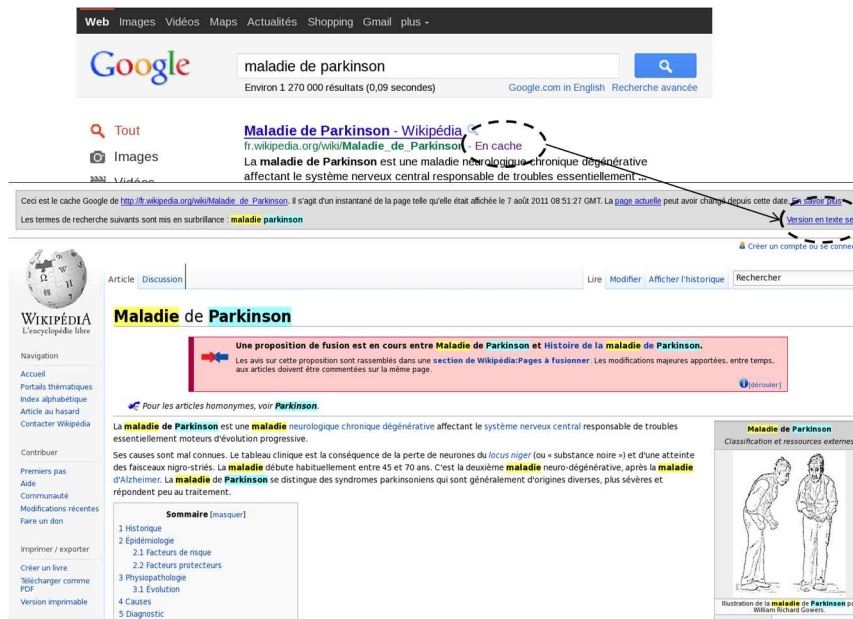 Web Images Vidéos Maps Actualités Shopping Gmail plus
Google
maladie de parkinson
Environ 1 270 000 résultats (0,09 secondes)
Google.com in English Recherche avancée
Tout
Maladie de Parkinson - Wikipédia
fr.wikipedia.org/wiki/Maladie_de_Parkinson - En cache
Images
La maladie de Parkinson est une maladie neurologique chronique dégénérative
affectant le système nerveux central responsable de troubles essentiellement ...
Vidéos
Ceci est le cache Google de http://fr.wikipedia.org/wiki/Maladie_de_Parkinson. Il s'agit d'un instantané de la page telle qu'elle était affichée le 7 août 2011 08:51:27 GMT. La page actuelle peut avoir changé depuis cette date. En savoir plus
Les termes de recherche suivants sont mis en surbrillance : maladie parkinson
Version en texte se
Créer un compte ou se conne
Article Discussion
Lire Modifier Afficher l'historique
Rechercher
WIKIPÉDIA
L'encyclopédie libre
Navigation
Accueil
Portails thématiques
Index alphabétique
Article au hasard
Contacter Wikipédia
Contribuer
Premiers pas
Aide
Communauté
Modifications récentes
Faire un don
Imprimer / exporter
Créer un livre
Télécharger comme
PDF
Version imprimable
Maladie de Parkinson
Une proposition de fusion est en cours entre Maladie de Parkinson et Histoire de la maladie de Parkinson.
Les avis sur cette proposition sont rassemblés dans une section de Wikipédia:Pages à fusionner. Les modifications majeures apportées, entre temps,
aux articles doivent être commentées sur la même page.
[dérouler]
Pour les articles homonymes, voir Parkinson.
La maladie de Parkinson est une maladie neurologique chronique dégénérative affectant le système nerveux central responsable de troubles
essentiellement moteurs d'évolution progressive.
Ses causes sont mal connues. Le tableau clinique est la conséquence de la perte de neurones du locus niger (ou « substance noire ») et d'une atteinte
des faisceaux nigro-striés. La maladie débute habituellement entre 45 et 70 ans. C'est la deuxième maladie neuro-dégénérative, après la maladie
d'Alzheimer. La maladie de Parkinson se distingue des syndromes parkinsoniens qui sont généralement d'origines diverses, plus sévères et
répondent peu au traitement.
Sommaire [masquer]
1 Historique
2 Épidémiologie
2.1 Facteurs de risque
2.2 Facteurs protecteurs
3 Physiopathologie
3.1 Évolution
4 Causes
5 Diagnostic
Maladie de Parkinson
Classification et ressources externes
Illustration de la maladie de Parkinson pa
William Richard Gowers.